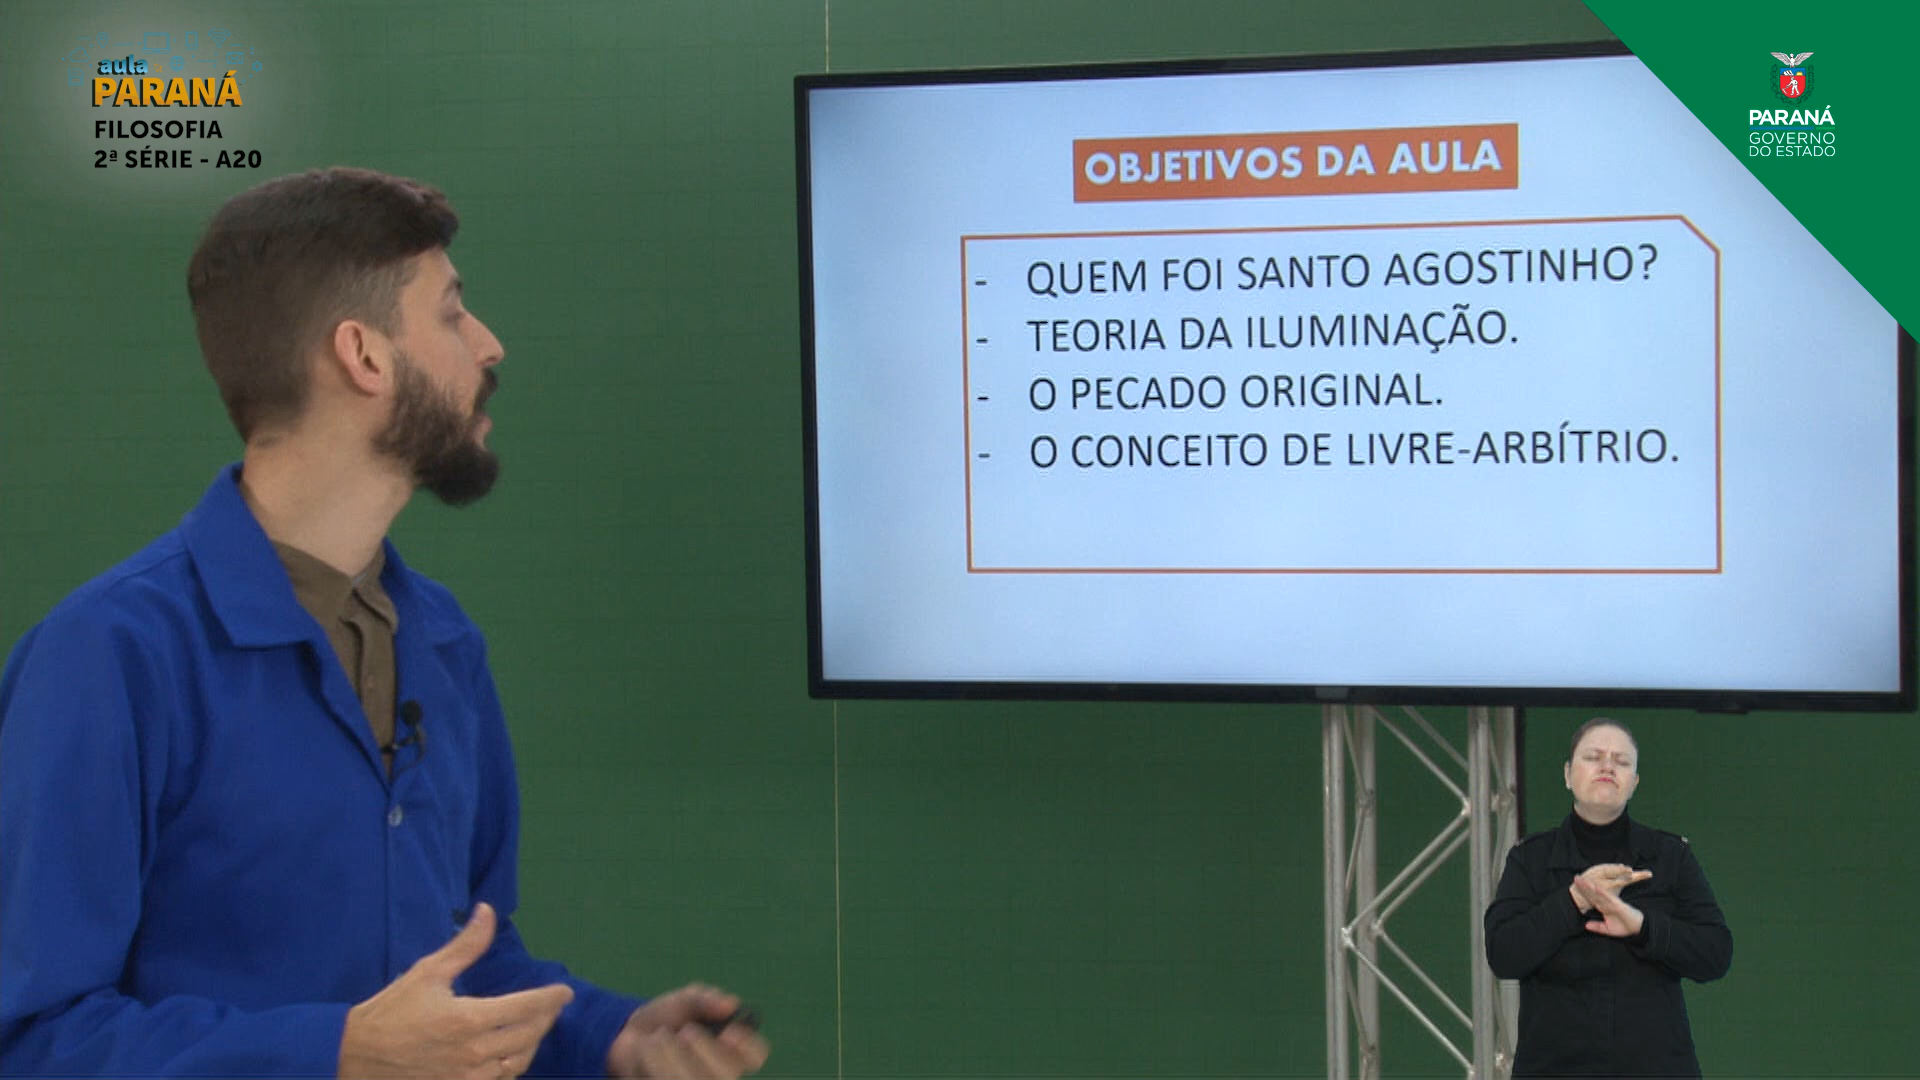 aula
PARANÁ
FILOSOFIA
2ª SÉRIE - A20
PARANÁ
GOVERNO
DO ESTADO
OBJETIVOS DA AULA
- QUEM FOI SANTO AGOSTINHO?
- TEORIA DA ILUMINAÇÃO.
- O PECADO ORIGINAL.
- O CONCEITO DE LIVRE-ARBÍTRIO.